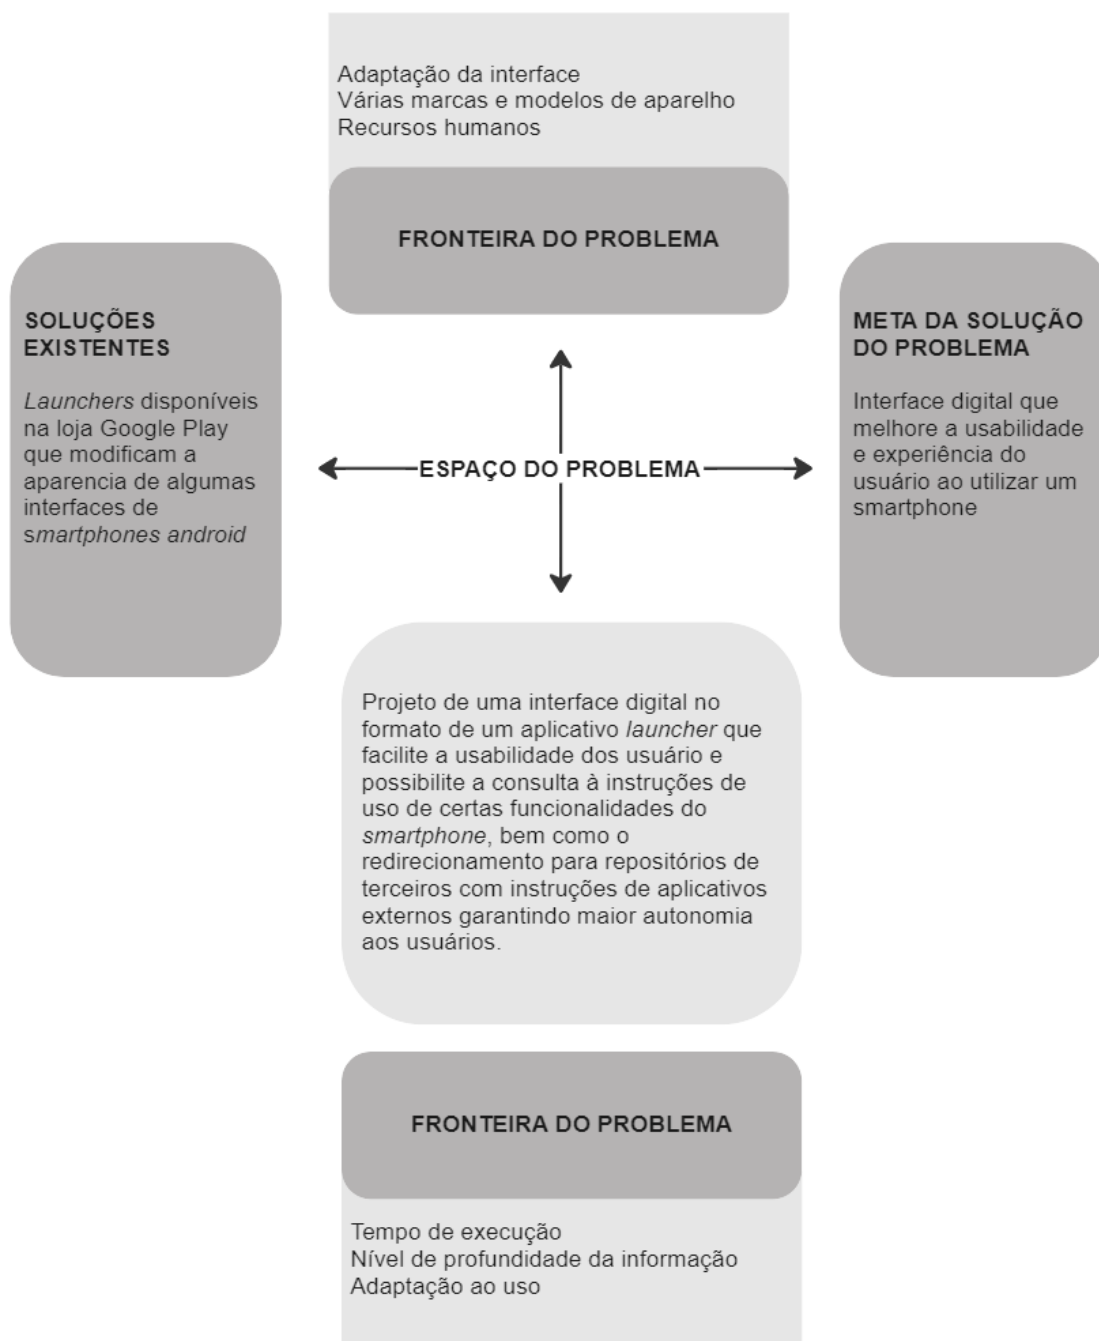 Adaptação da interface
Várias marcas e modelos de aparelho
Recursos humanos
FRONTEIRA DO PROBLEMA
SOLUÇÕES
EXISTENTES
Launchers disponíveis
na loja Google Play
que modificam a
aparencia de algumas
interfaces de
smartphones android
ESPAÇO DO PROBLEMA
META DA SOLUÇÃO
DO PROBLEMA
Interface digital que
melhore a usabilidade
e experiência do
usuário ao utilizar um
smartphone
Projeto de uma interface digital no
formato de um aplicativo launcher que
facilite a usabilidade dos usuário e
possibilite a consulta à instruções de
uso de certas funcionalidades do
smartphone, bem como o
redirecionamento para repositórios de
terceiros com instruções de aplicativos
externos garantindo maior autonomia
aos usuários.
FRONTEIRA DO PROBLEMA
Tempo de execução
Nível de profundidade da informação
Adaptação ao uso